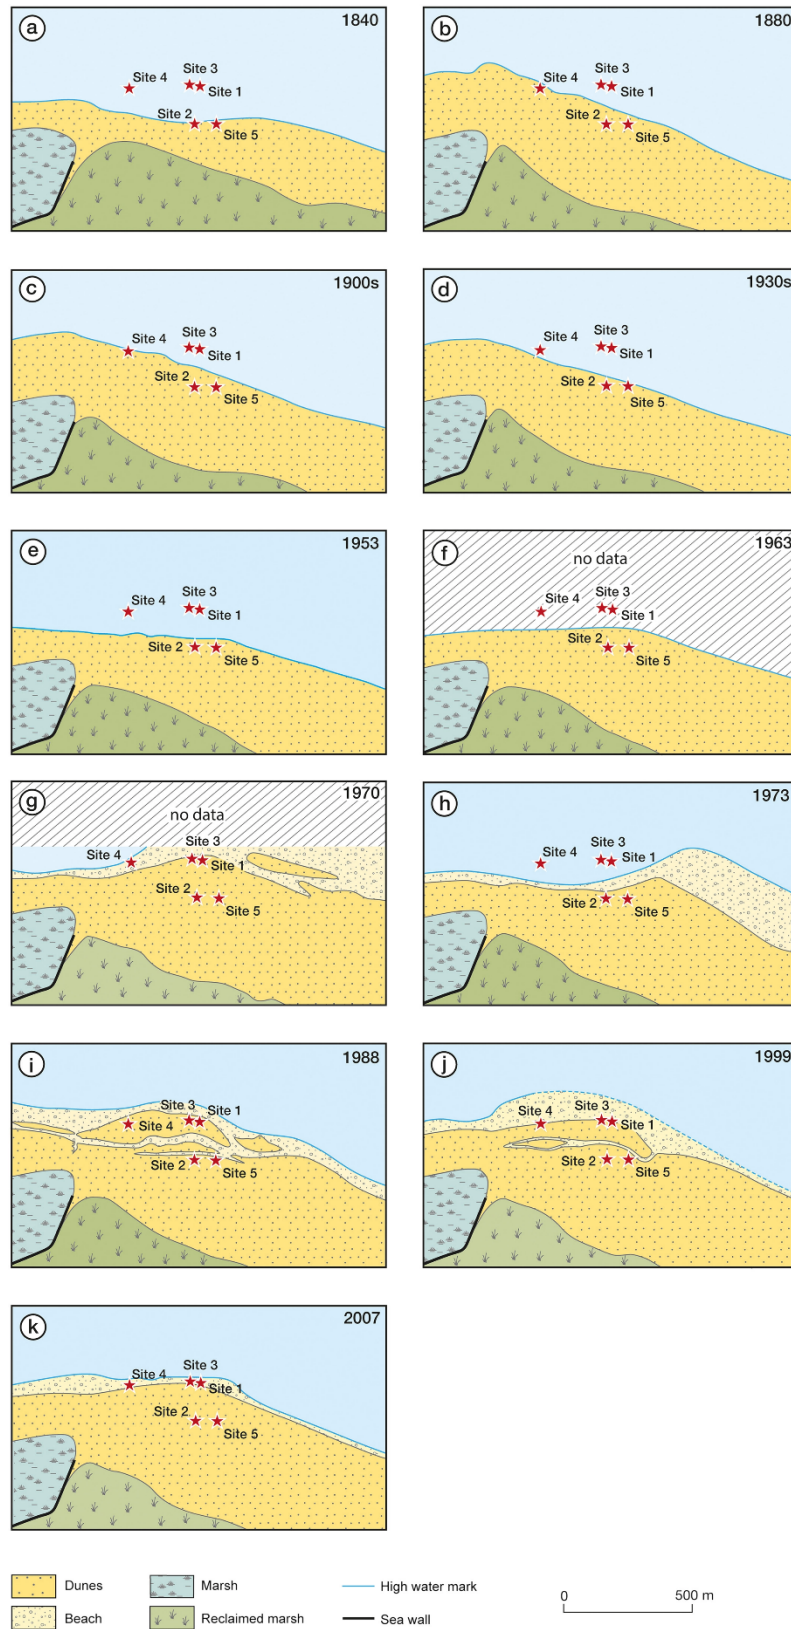 a 1840
Site 3
Site 4
Site 1
Site 2
Site 5
b 1880
Site 3
Site 4
Site 1
Site 2
Site 5
c 1900s
Site 3
Site 4
Site 1
Site 2
Site 5
d 1930s
Site 3
Site 4
Site 1
Site 2
Site 5
e 1953
Site 3
Site 4
Site 1
Site 2
Site 5
f 1963
no data
Site 3
Site 4
Site 1
Site 2
Site 5
g 1970
no data
Site 3
Site 4
Site 1
Site 2
Site 5
h 1973
Site 3
Site 4
Site 1
Site 2
Site 5
i 1988
Site 3
Site 1
Site 4
Site 2
Site 5
j 1999
Site 3
Site 4
Site 1
Site 2
Site 5
k 2007
Site 3
Site 4
Site 1
Site 2
Site 5
Dunes
Marsh
High water mark
Beach
Reclaimed marsh
Sea wall
0 500 m